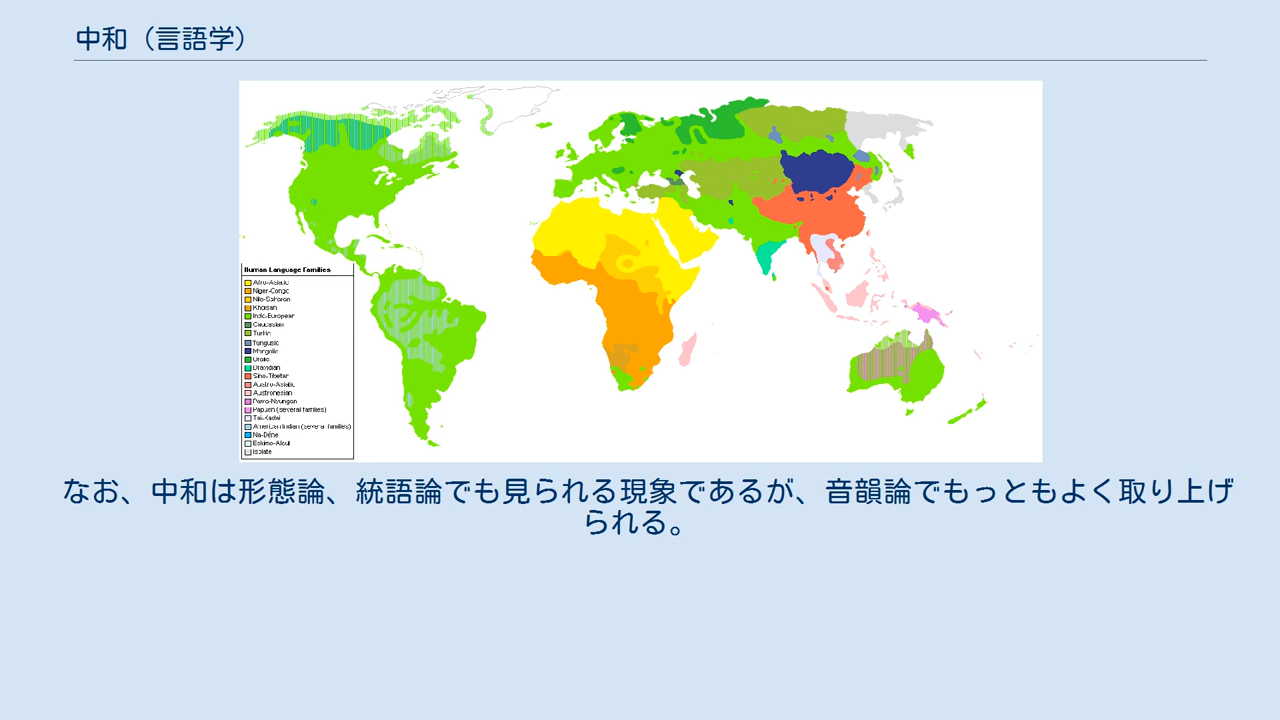 中和（言語学）
Human Language Families
Afro-Asiatic
Niger-Congo
Nilo-Saharan
Khoisan
Indo-European
Caucasian
Turkic
Tungusic
Mongolic
Uralic
Dravidian
Sino-Tibetan
Austro-Asiatic
Austronesian
Pama-Nyungan
Papuan (several families)
Tai-Kadai
American Indian (several families)
Na-Déne
Eskimo-Aleut
Isolate
なお、中和は形態論、統語論でも見られる現象であるが、音韻論でもっともよく取り上げ
られる。